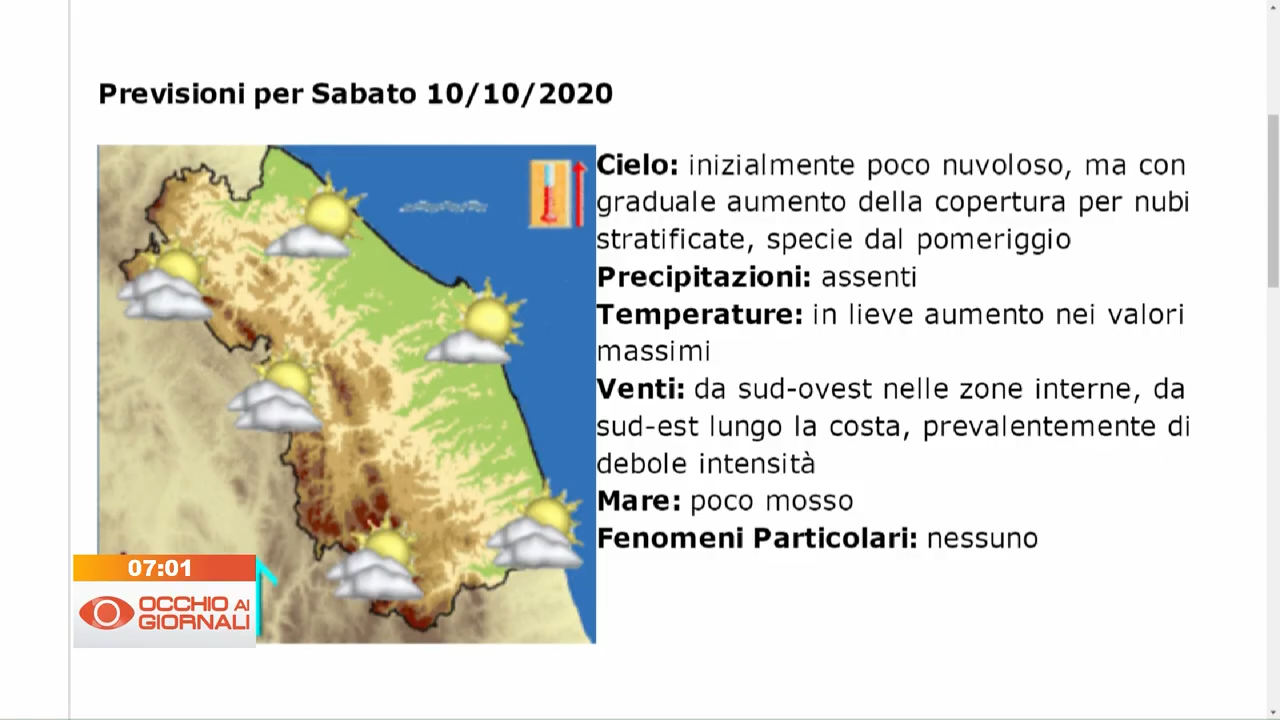 Previsioni per Sabato 10/10/2020
Cielo: inizialmente poco nuvoloso, ma con
graduale aumento della copertura per nubi
stratificate, specie dal pomeriggio
Precipitazioni: assenti
Temperature: in lieve aumento nei valori
massimi
Venti: da sud-ovest nelle zone interne, da
sud-est lungo la costa, prevalentemente di
debole intensità
Mare: poco mosso
Fenomeni Particolari: nessuno
07:01
OCCHIO AI
GIORNALI